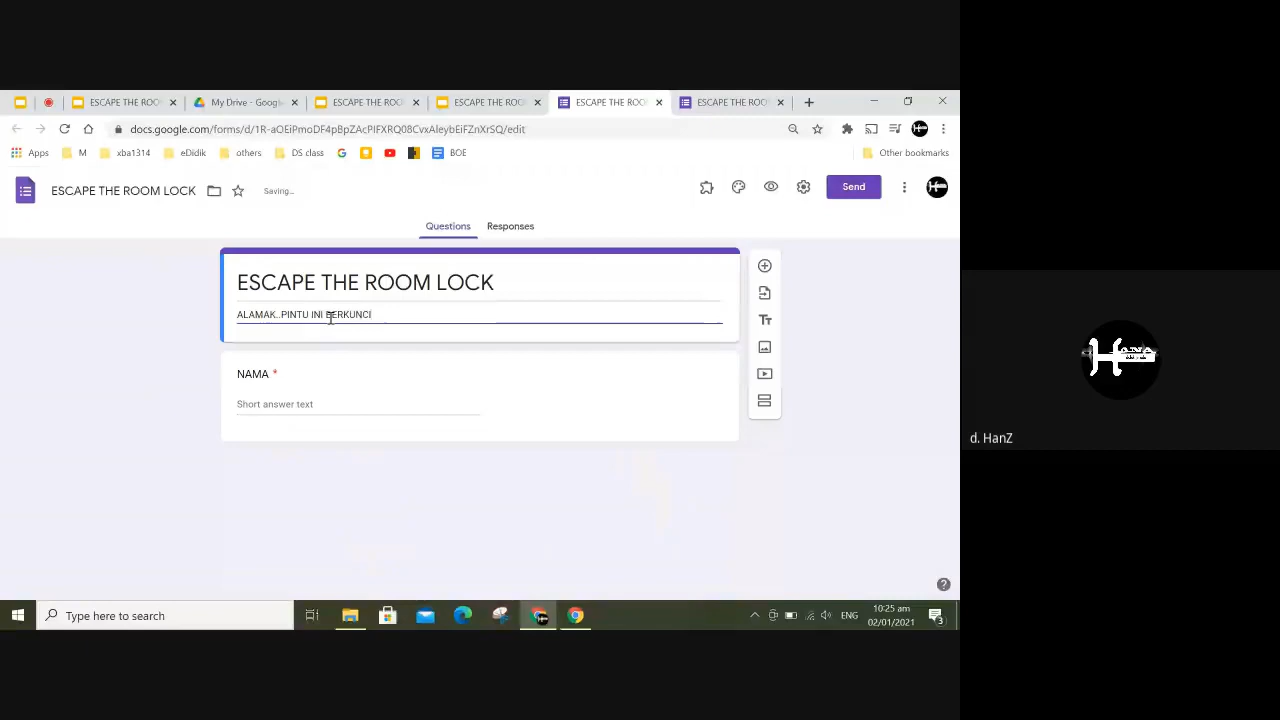 ESCAPE THE ROO
My Drive - Google
ESCAPE THE ROO
ESCAPE THE ROO
ESCAPE THE ROO
ESCAPE THE ROO
docs.google.com/forms/d/1R-aOEiPmoDF4pBpZAcPIFXRQ08CvxAleybEiFZnXrSQ/edit
Apps
M
xba1314
eDidik
others
DS class
BOE
Other bookmarks
ESCAPE THE ROOM LOCK
Saving...
Send
Questions
Responses
ESCAPE THE ROOM LOCK
ALAMAK..PINTU INI BERKUNCI
NAMA *
Short answer text
d. HanZ
Type here to search
ENG
10:25 am
02/01/2021
3